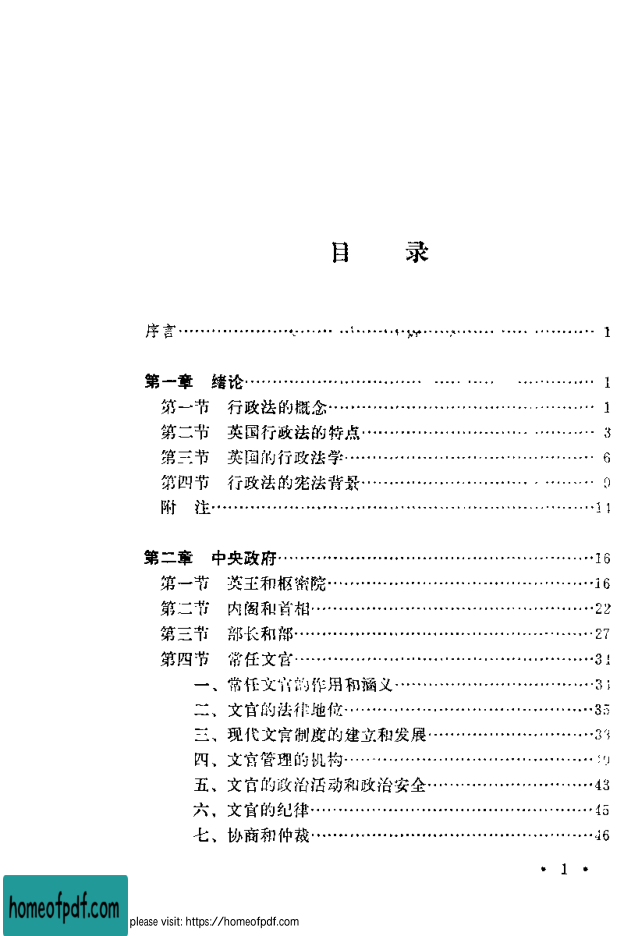 目 录
序言 1
第一章 绪论 1
第一节 行政法的概念 1
第二节 英国行政法的特点 3
第三节 英国的行政法学 6
第四节 行政法的宪法背景 9
附 注 14
第二章 中央政府 16
第一节 英王和枢密院 16
第二节 内阁和首相 22
第三节 部长和部 27
第四节 常任文官 34
一、常任文官的作用和涵义 34
二、文官的法律地位 35
三、现代文官制度的建立和发展
四、文官管理的机构
五、文官的政治活动和政治安全 43
六、文官的纪律 45
七、协商和仲裁 46
• 1 •
homeofpdf.com
please visit: https://homeofpdf.com